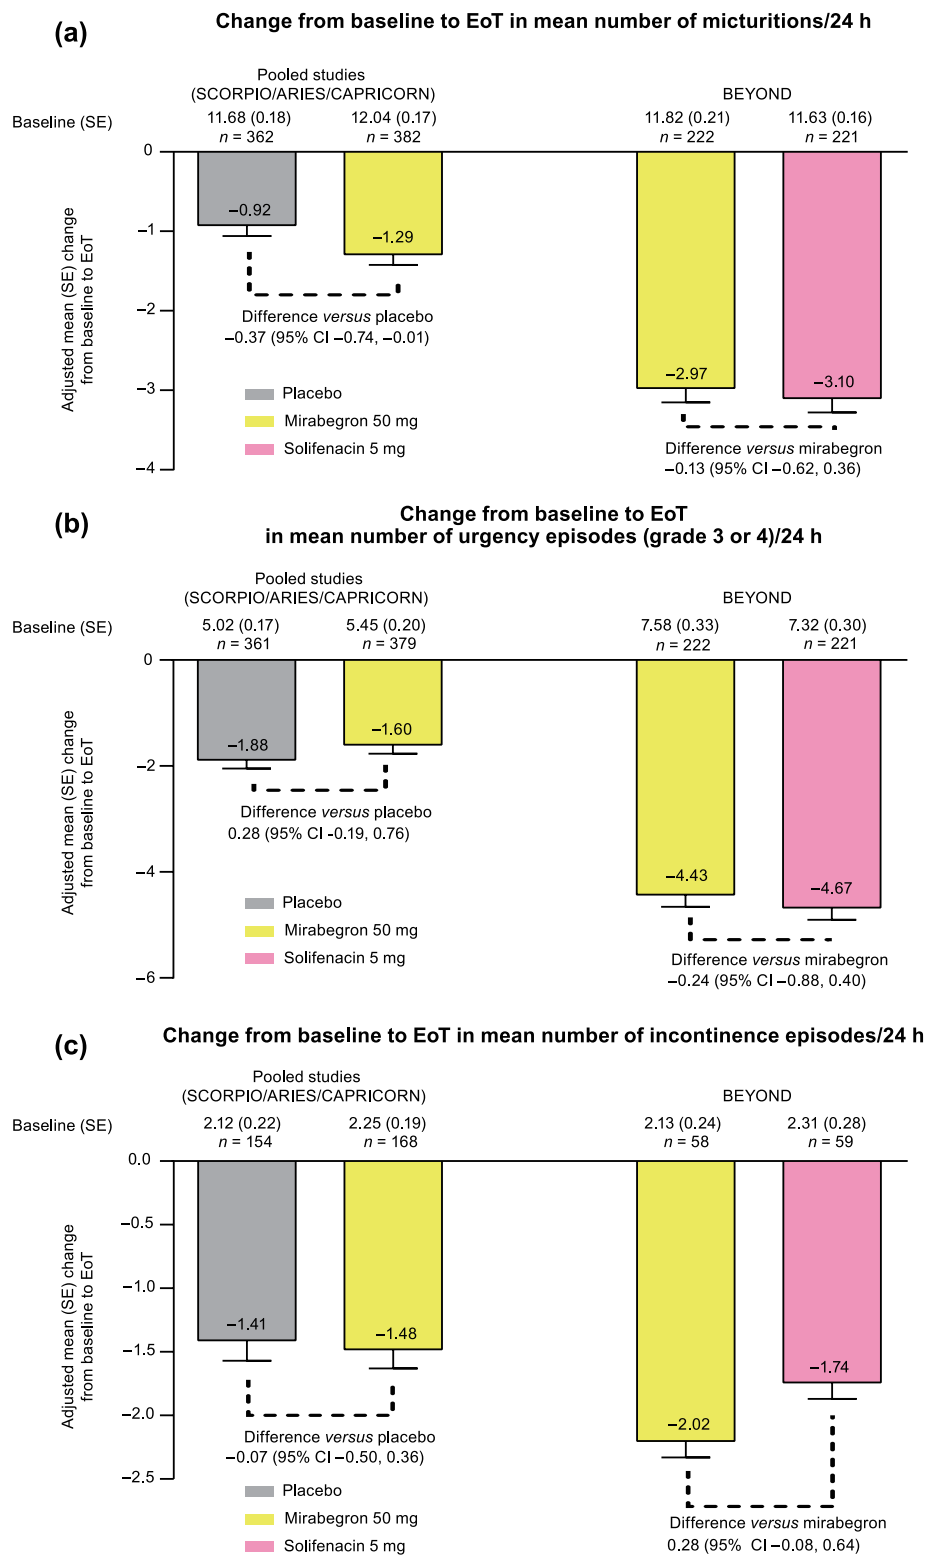 (a)
Change from baseline to EoT in mean number of micturitions/24 h
Pooled studies
(SCORPIO/ARIES/CAPRICORN)
BEYOND
Baseline (SE)
11.68 (0.18)
n = 362
12.04 (0.17)
n = 382
11.82 (0.21)
n = 222
11.63 (0.16)
n = 221
Adjusted mean (SE) change
from baseline to EoT
0
−1
−2
−3
−4
−0.92
−1.29
−2.97
−3.10
Difference versus placebo
−0.37 (95% CI −0.74, −0.01)
Placebo
Mirabegron 50 mg
Solifenacin 5 mg
Difference versus mirabegron
−0.13 (95% CI −0.62, 0.36)
(b)
Change from baseline to EoT
in mean number of urgency episodes (grade 3 or 4)/24 h
Pooled studies
(SCORPIO/ARIES/CAPRICORN)
BEYOND
Baseline (SE)
5.02 (0.17)
n = 361
5.45 (0.20)
n = 379
7.58 (0.33)
n = 222
7.32 (0.30)
n = 221
Adjusted mean (SE) change
from baseline to EoT
0
−2
−4
−6
−1.88
−1.60
−4.43
−4.67
Difference versus placebo
0.28 (95% CI -0.19, 0.76)
Placebo
Mirabegron 50 mg
Solifenacin 5 mg
Difference versus mirabegron
−0.24 (95% CI −0.88, 0.40)
(c)
Change from baseline to EoT in mean number of incontinence episodes/24 h
Pooled studies
(SCORPIO/ARIES/CAPRICORN)
BEYOND
Baseline (SE)
2.12 (0.22)
n = 154
2.25 (0.19)
n = 168
2.13 (0.24)
n = 58
2.31 (0.28)
n = 59
Adjusted mean (SE) change
from baseline to EoT
0.0
−0.5
−1.0
−1.5
−2.0
−2.5
−1.41
−1.48
−2.02
−1.74
Difference versus placebo
−0.07 (95% CI −0.50, 0.36)
Placebo
Mirabegron 50 mg
Solifenacin 5 mg
Difference versus mirabegron
0.28 (95% CI −0.08, 0.64)